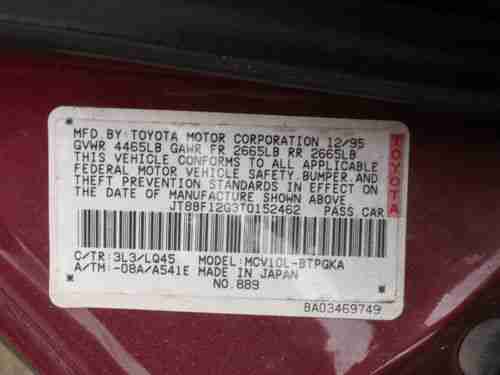 MFD.BY:TOYOTA MOTOR CORPORATION 12/95
GVWR 4465LB GAWR FR 2665LB RR 2665LB
THIS VEHICLE CONFORMS TO ALL APPLICABLE
FEDERAL MOTOR VEHICLE SAFETY.BUMPER.AND
THEFT PREVENTION STANDARDS IN EFFECT ON
THE DATE OF MANUFACTURE SHOWN ABOVE.
JT8BF12G3T0152462 PASS CAR
TOYOTA
C/TR:3L3/LQ45 MODEL:MCV10L-BTPGKA
A/TM:-08A/A541E MADE IN JAPAN
NO.889
8A03469749